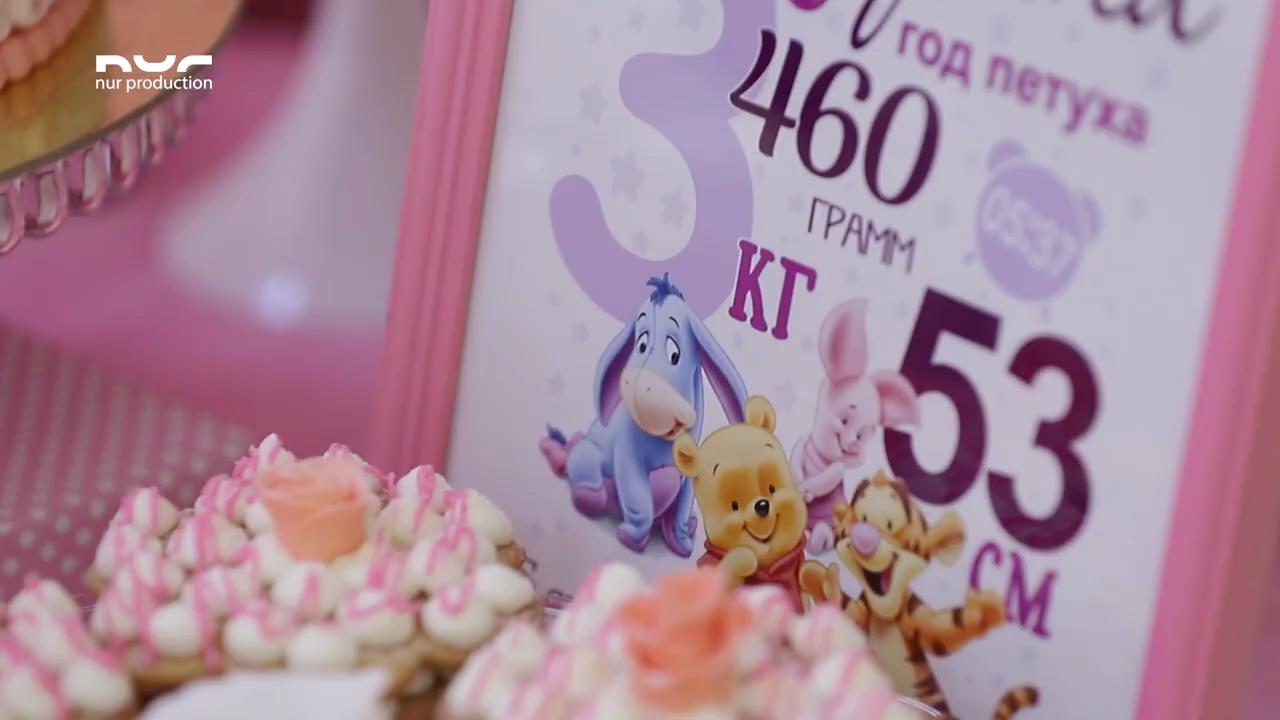 nur
nur production
год петуха
3
460
ГРАММ
05:37
КГ
53
СМ